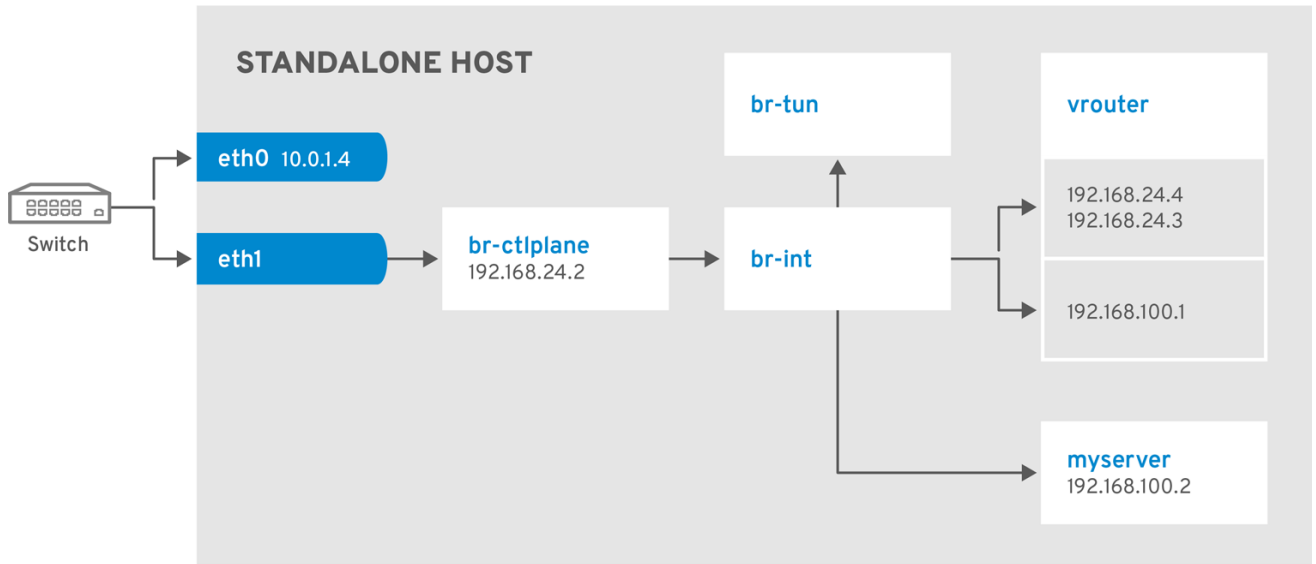 STANDALONE HOST
eth0 10.0.1.4
Switch
eth1
br-ctlplane
192.168.24.2
br-tun
br-int
vrouter
192.168.24.4
192.168.24.3
192.168.100.1
myserver
192.168.100.2